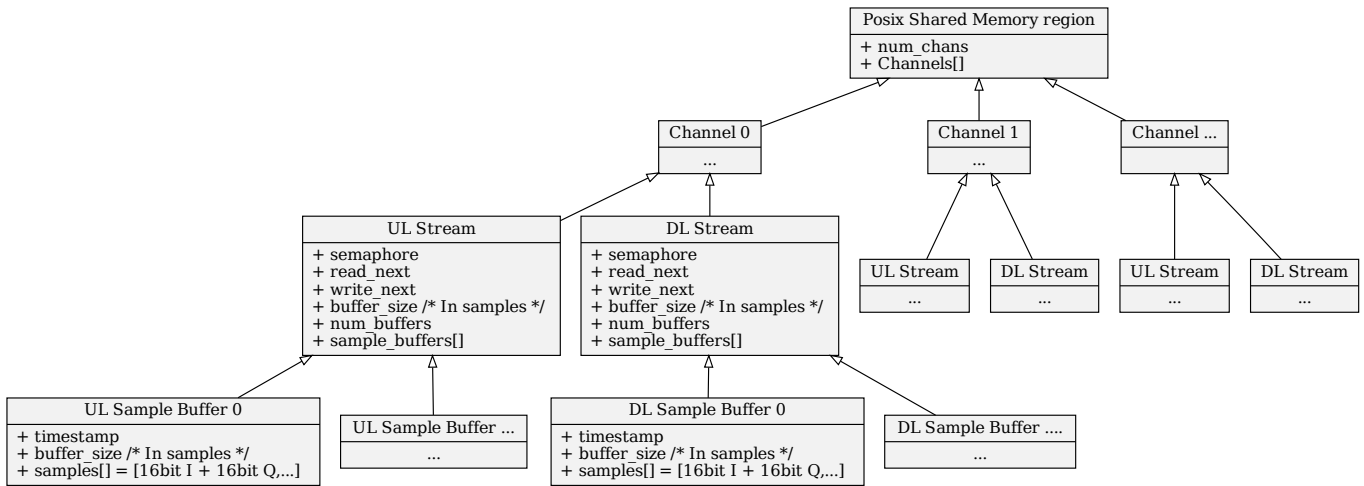 Posix Shared Memory region
+ num_chans
+ Channels[]
Channel 0
...
Channel 1
...
Channel ...
UL Stream
+ semaphore
+ read_next
+ write_next
+ buffer_size /* In samples */
+ num_buffers
+ sample_buffers[]
DL Stream
+ semaphore
+ read_next
+ write_next
+ buffer_size /* In samples */
+ num_buffers
+ sample_buffers[]
UL Stream
...
DL Stream
...
UL Stream
...
DL Stream
...
UL Sample Buffer 0
+ timestamp
+ buffer_size /* In samples */
+ samples[] = [16bit I + 16bit Q,...]
UL Sample Buffer ...
...
DL Sample Buffer 0
+ timestamp
+ buffer_size /* In samples */
+ samples[] = [16bit I + 16bit Q,...]
DL Sample Buffer ....
...